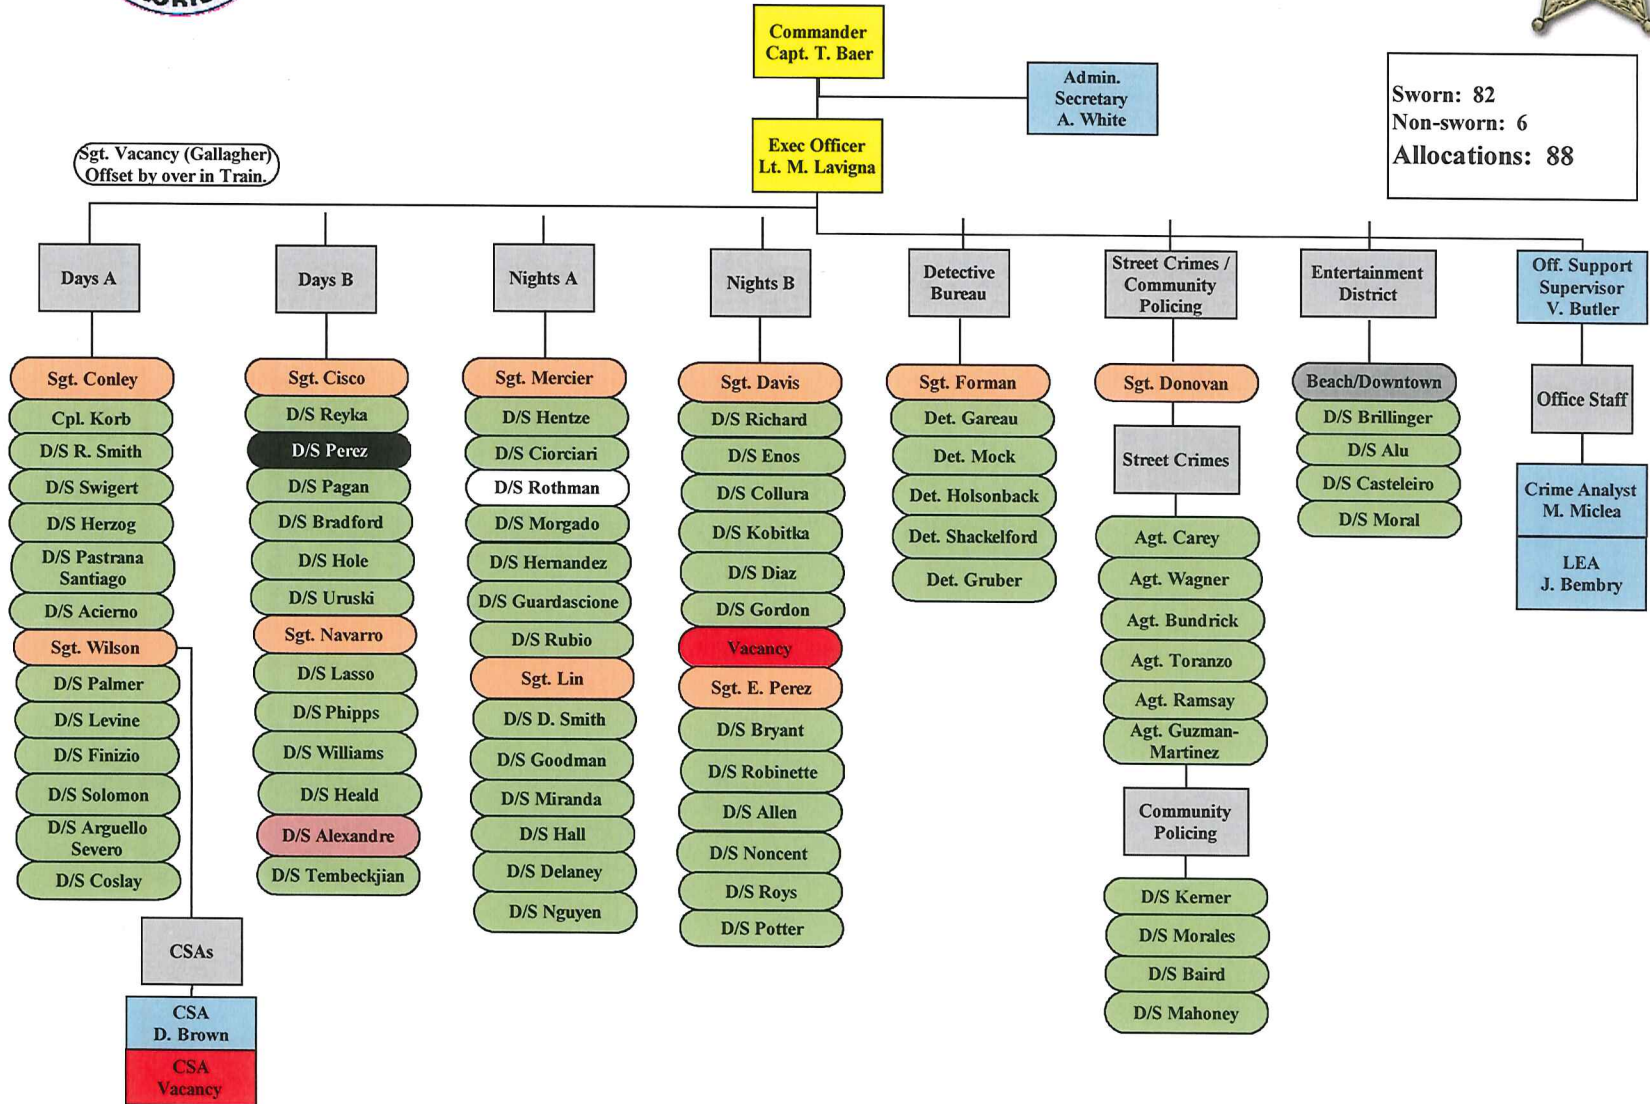 Commander
Capt. T. Baer
Admin.
Secretary
A. White
Sworn: 82
Non-sworn: 6
Allocations: 88
Exec Officer
Lt. M. Lavigna
Sgt. Vacancy (Gallagher)
Offset by over in Train.
Days A
Sgt. Conley
Cpl. Korb
D/S R. Smith
D/S Swigert
D/S Herzog
D/S Pastrana
Santiago
D/S Acierno
Sgt. Wilson
D/S Palmer
D/S Levine
D/S Finizio
D/S Solomon
D/S Arguello
Severo
D/S Coslay
CSAs
CSA
D. Brown
CSA
Vacancy
Days B
Sgt. Cisco
D/S Reyka
D/S Perez
D/S Pagan
D/S Bradford
D/S Hole
D/S Uruski
Sgt. Navarro
D/S Lasso
D/S Phipps
D/S Williams
D/S Heald
D/S Alexandre
D/S Tembeckjian
Nights A
Sgt. Mercier
D/S Hentze
D/S Ciorciari
D/S Rothman
D/S Morgado
D/S Hernandez
D/S Guardascione
D/S Rubio
Sgt. Lin
D/S D. Smith
D/S Goodman
D/S Miranda
D/S Hall
D/S Delaney
D/S Nguyen
Nights B
Sgt. Davis
D/S Richard
D/S Enos
D/S Collura
D/S Kobitka
D/S Diaz
D/S Gordon
Vacancy
Sgt. E. Perez
D/S Bryant
D/S Robinette
D/S Allen
D/S Noncent
D/S Roys
D/S Potter
Detective
Bureau
Sgt. Forman
Det. Gareau
Det. Mock
Det. Holsonback
Det. Shackelford
Det. Gruber
Street Crimes /
Community
Policing
Sgt. Donovan
Street Crimes
Agt. Carey
Agt. Wagner
Agt. Bundrick
Agt. Toranzo
Agt. Ramsay
Agt. Guzman-
Martinez
Community
Policing
D/S Kerner
D/S Morales
D/S Baird
D/S Mahoney
Entertainment
District
Beach/Downtown
D/S Brillinger
D/S Alu
D/S Casteleiro
D/S Moral
Off. Support
Supervisor
V. Butler
Office Staff
Crime Analyst
M. Miclea
LEA
J. Bembry